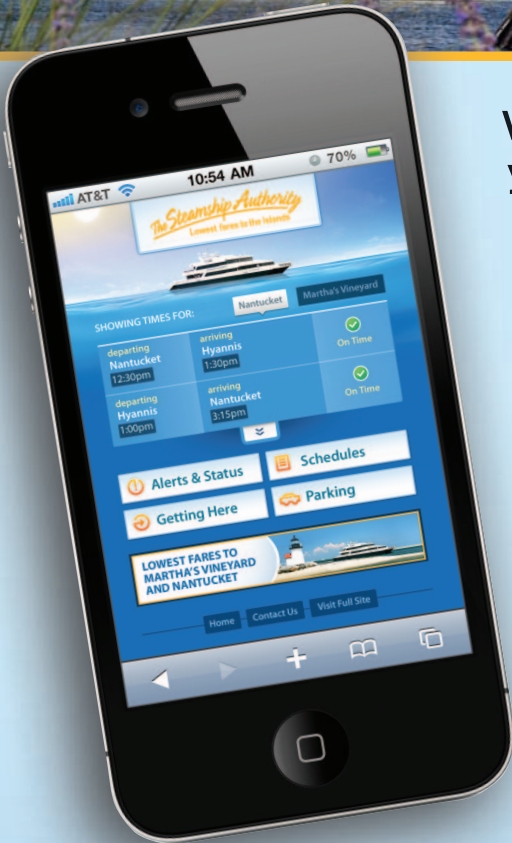 AT&T 10:54 AM 70%
The Steamship Authority
Lowest fares to the islands
SHOWING TIMES FOR: Nantucket Martha's Vineyard
departing arriving
Nantucket Hyannis On Time
12:30pm 1:30pm
departing arriving
Hyannis Nantucket On Time
1:00pm 3:15pm
Alerts & Status Schedules
Getting Here Parking
LOWEST FARES TO
MARTHA'S VINEYARD
AND NANTUCKET
Home Contact Us Visit Full Site